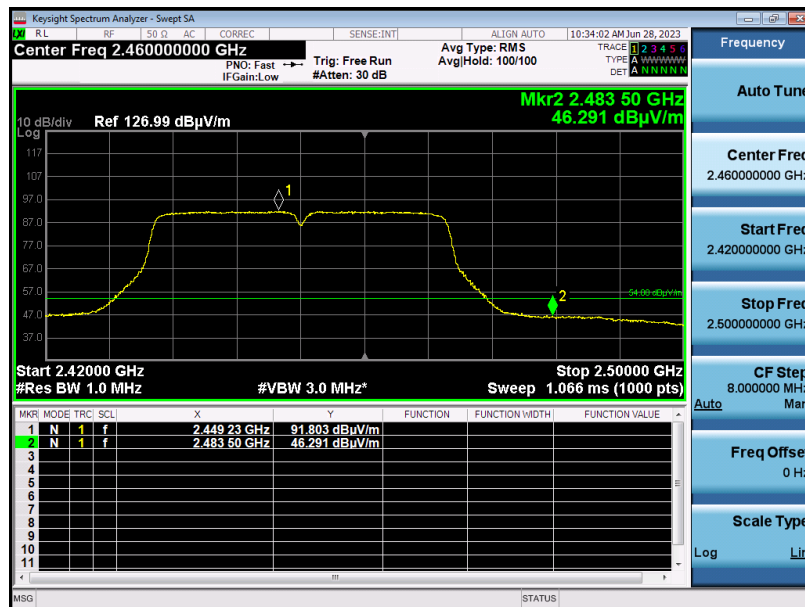 Keysight Spectrum Analyzer - Swept SA
LXI RL RF 50 Ω AC CORREC SENSE:INT ALIGN AUTO 10:34:02 AM Jun 28, 2023
Center Freq 2.460000000 GHz
PNO: Fast
IFGain:Low
Trig: Free Run
#Atten: 30 dB
Avg Type: RMS
Avg|Hold: 100/100
TRACE 1 2 3 4 5 6
TYPE A WWWWW
DET A N N N N N
Mkr2 2.483 50 GHz
46.291 dBµV/m
10 dB/div Ref 126.99 dBµV/m
Log
117
107
97.0
87.0
77.0
67.0
57.0
47.0
37.0
1
2
54.00 dBµV/m
Start 2.42000 GHz Stop 2.50000 GHz
#Res BW 1.0 MHz #VBW 3.0 MHz* Sweep 1.066 ms (1000 pts)
MKR MODE TRC SCL X Y FUNCTION FUNCTION WIDTH FUNCTION VALUE
1 N 1 f 2.449 23 GHz 91.803 dBµV/m
2 N 1 f 2.483 50 GHz 46.291 dBµV/m
3
4
5
6
7
8
9
10
11
MSG STATUS
Frequency
Auto Tune
Center Freq
2.460000000 GHz
Start Freq
2.420000000 GHz
Stop Freq
2.500000000 GHz
CF Step
8.000000 MHz
Auto Man
Freq Offset
0 Hz
Scale Type
Log Lin